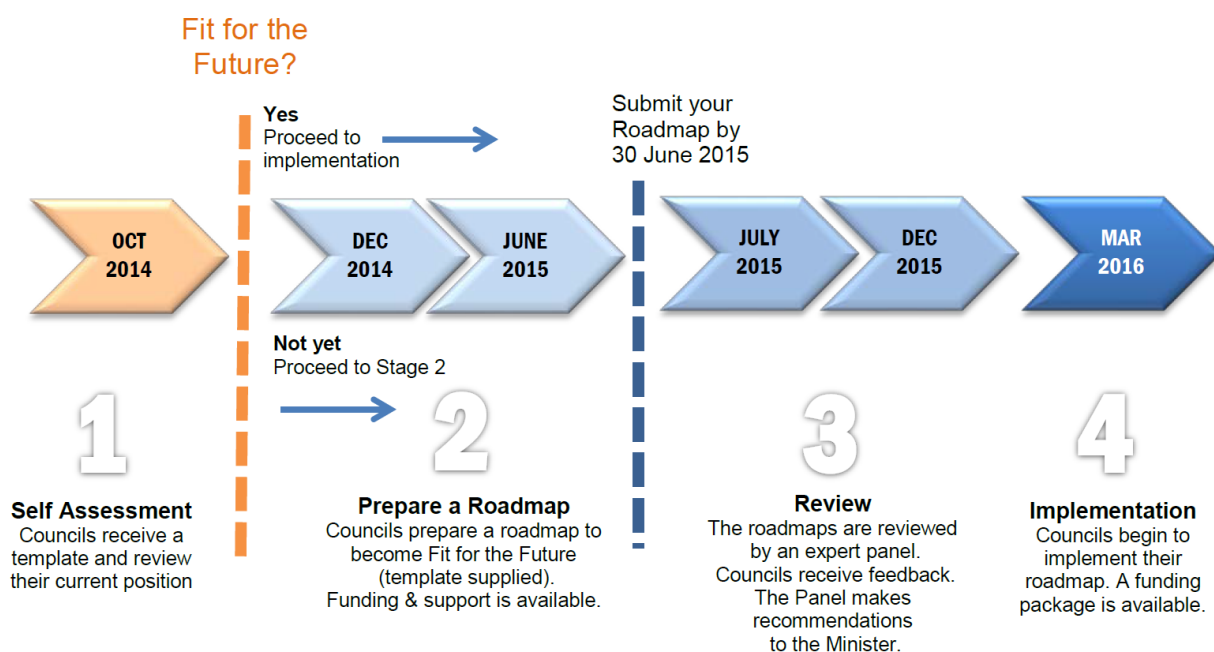 Fit for the
Future?
Yes
Proceed to
implementation
Submit your
Roadmap by
30 June 2015
OCT
2014
DEC
2014
JUNE
2015
JULY
2015
DEC
2015
MAR
2016
Not yet
Proceed to Stage 2
1
Self Assessment
Councils receive a
template and review
their current position
2
Prepare a Roadmap
Councils prepare a roadmap to
become Fit for the Future
(template supplied).
Funding & support is available.
3
Review
The roadmaps are reviewed
by an expert panel.
Councils receive feedback.
The Panel makes
recommendations
to the Minister.
4
Implementation
Councils begin to
implement their
roadmap. A funding
package is available.